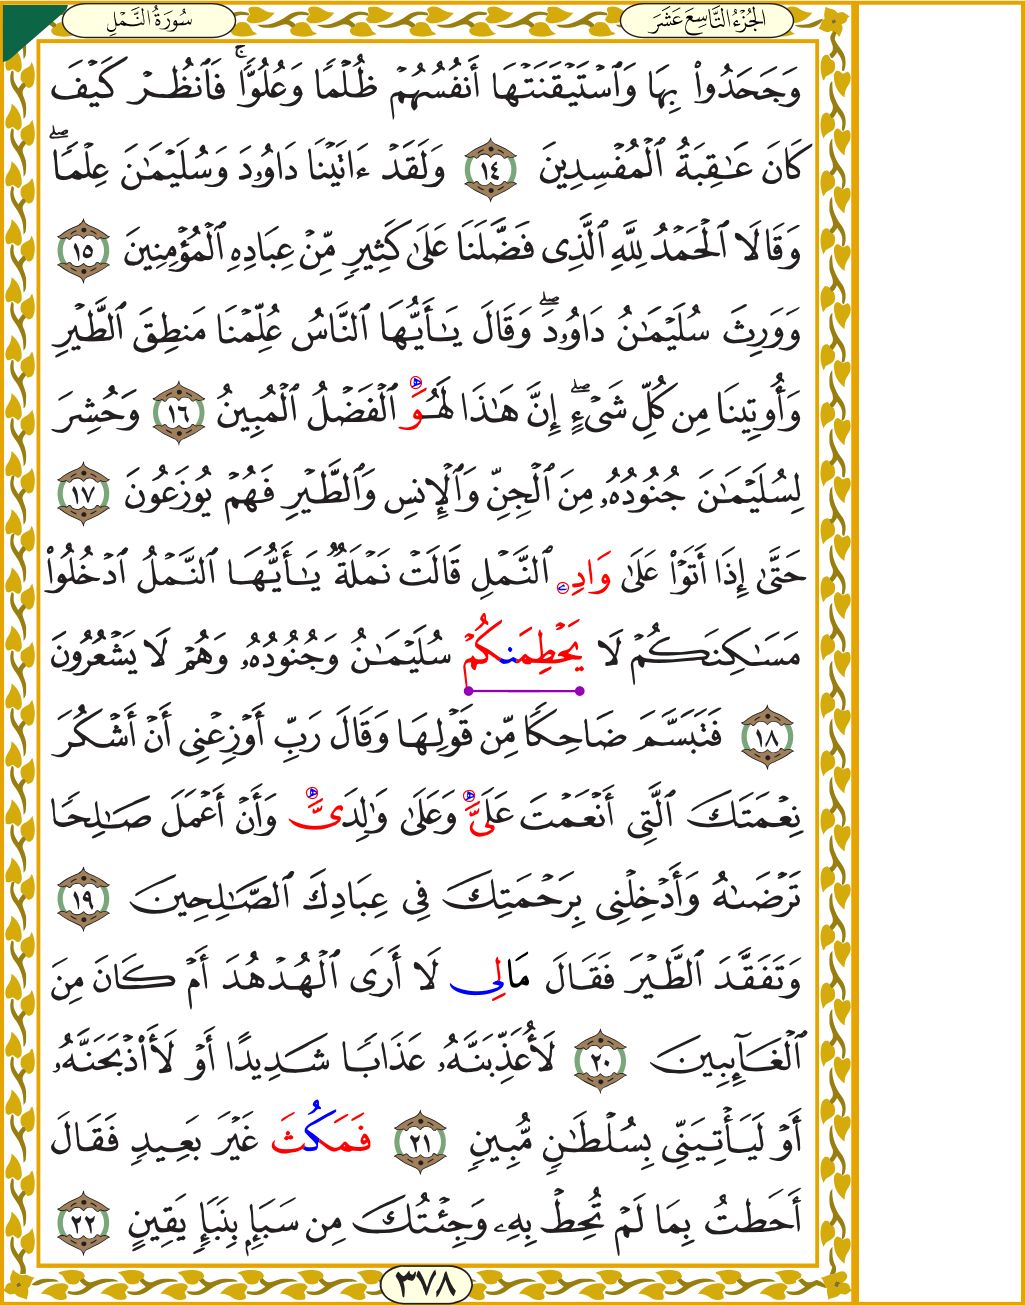 الجُزْءُ التَّاسِعَ عَشَرَ
سُورَةُ النَّمْلِ
وَجَحَدُوا۟ بِهَا وَٱسْتَيْقَنَتْهَا أَنفُسُهُمْ ظُلْمًا وَعُلُوًّا ۚ فَٱنظُرْ كَيْفَ
كَانَ عَـٰقِبَةُ ٱلْمُفْسِدِينَ ١٤ وَلَقَدْ ءَاتَيْنَا دَاوُۥدَ وَسُلَيْمَـٰنَ عِلْمًا ۖ
وَقَالَا ٱلْحَمْدُ لِلَّهِ ٱلَّذِى فَضَّلَنَا عَلَىٰ كَثِيرٍ مِّنْ عِبَادِهِ ٱلْمُؤْمِنِينَ ١٥
وَوَرِثَ سُلَيْمَـٰنُ دَاوُۥدَ ۖ وَقَالَ يَـٰٓأَيُّهَا ٱلنَّاسُ عُلِّمْنَا مَنطِقَ ٱلطَّيْرِ
وَأُوتِينَا مِن كُلِّ شَىْءٍ ۖ إِنَّ هَـٰذَا لَهُوَ ٱلْفَضْلُ ٱلْمُبِينُ ١٦ وَحُشِرَ
لِسُلَيْمَـٰنَ جُنُودُهُۥ مِنَ ٱلْجِنِّ وَٱلْإِنسِ وَٱلطَّيْرِ فَهُمْ يُوزَعُونَ ١٧
حَتَّىٰٓ إِذَآ أَتَوْا۟ عَلَىٰ وَادِ ٱلنَّمْلِ قَالَتْ نَمْلَةٌ يَـٰٓأَيُّهَا ٱلنَّمْلُ ٱدْخُلُوا۟
مَسَـٰكِنَكُمْ لَا يَحْطِمَنكُمْ سُلَيْمَـٰنُ وَجُنُودُهُۥ وَهُمْ لَا يَشْعُرُونَ
١٨ فَتَبَسَّمَ ضَاحِكًا مِّن قَوْلِهَا وَقَالَ رَبِّ أَوْزِعْنِى أَنْ أَشْكُرَ
نِعْمَتَكَ ٱلَّتِى أَنْعَمْتَ عَلَىَّ وَعَلَىٰ وَٰلِدَىَّ وَأَنْ أَعْمَلَ صَـٰلِحًا
تَرْضَىٰهُ وَأَدْخِلْنِى بِرَحْمَتِكَ فِى عِبَادِكَ ٱلصَّـٰلِحِينَ ١٩
وَتَفَقَّدَ ٱلطَّيْرَ فَقَالَ مَالِى لَآ أَرَى ٱلْهُدْهُدَ أَمْ كَانَ مِنَ
ٱلْغَآئِبِينَ ٢٠ لَأُعَذِّبَنَّهُۥ عَذَابًا شَدِيدًا أَوْ لَأَا۟ذْبَحَنَّهُۥٓ
أَوْ لَيَأْتِيَنِّى بِسُلْطَـٰنٍ مُّبِينٍ ٢١ فَمَكُثَ غَيْرَ بَعِيدٍ فَقَالَ
أَحَطتُ بِمَا لَمْ تُحِطْ بِهِۦ وَجِئْتُكَ مِن سَبَإٍ بِنَبَإٍ يَقِينٍ ٢٢
٣٧٨